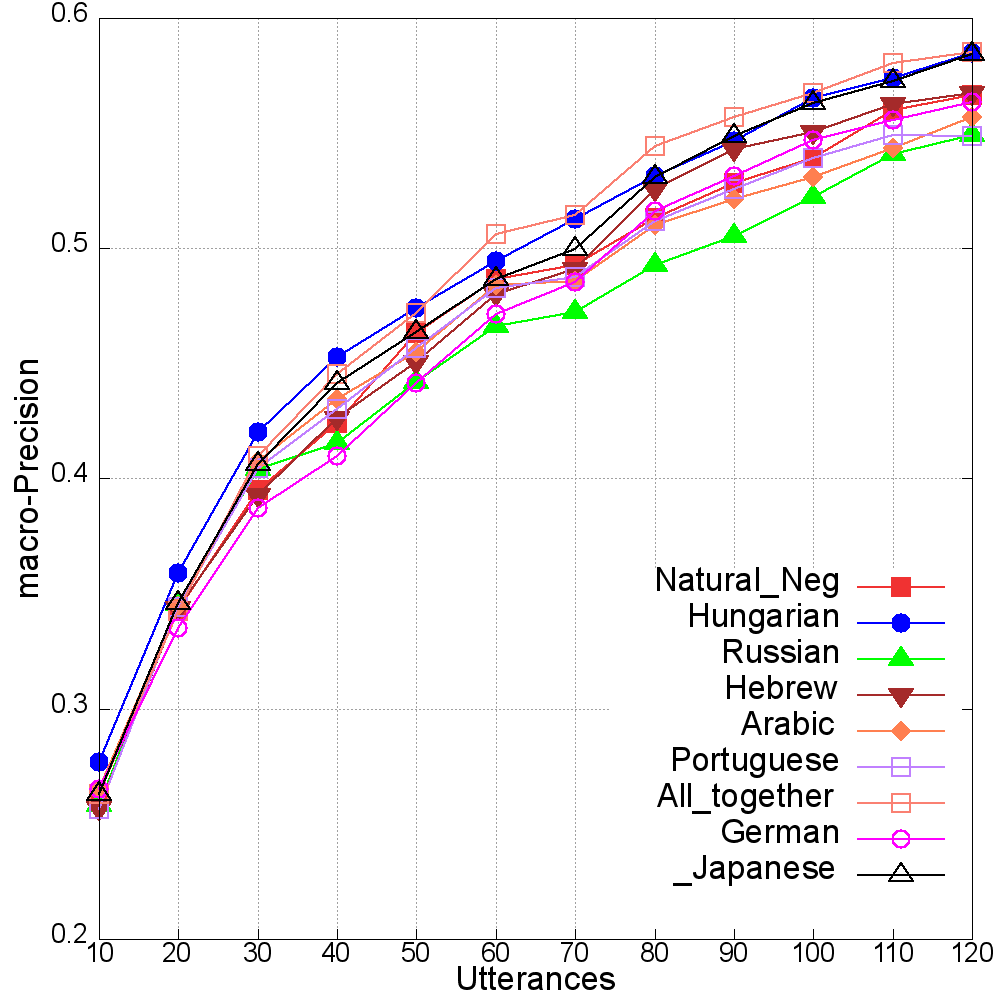 macro-Precision
0.6
0.5
0.4
0.3
0.2
10 20 30 40 50 60 70 80 90 100 110 120
Utterances
Natural_Neg
Hungarian
Russian
Hebrew
Arabic
Portuguese
All_together
German
_Japanese